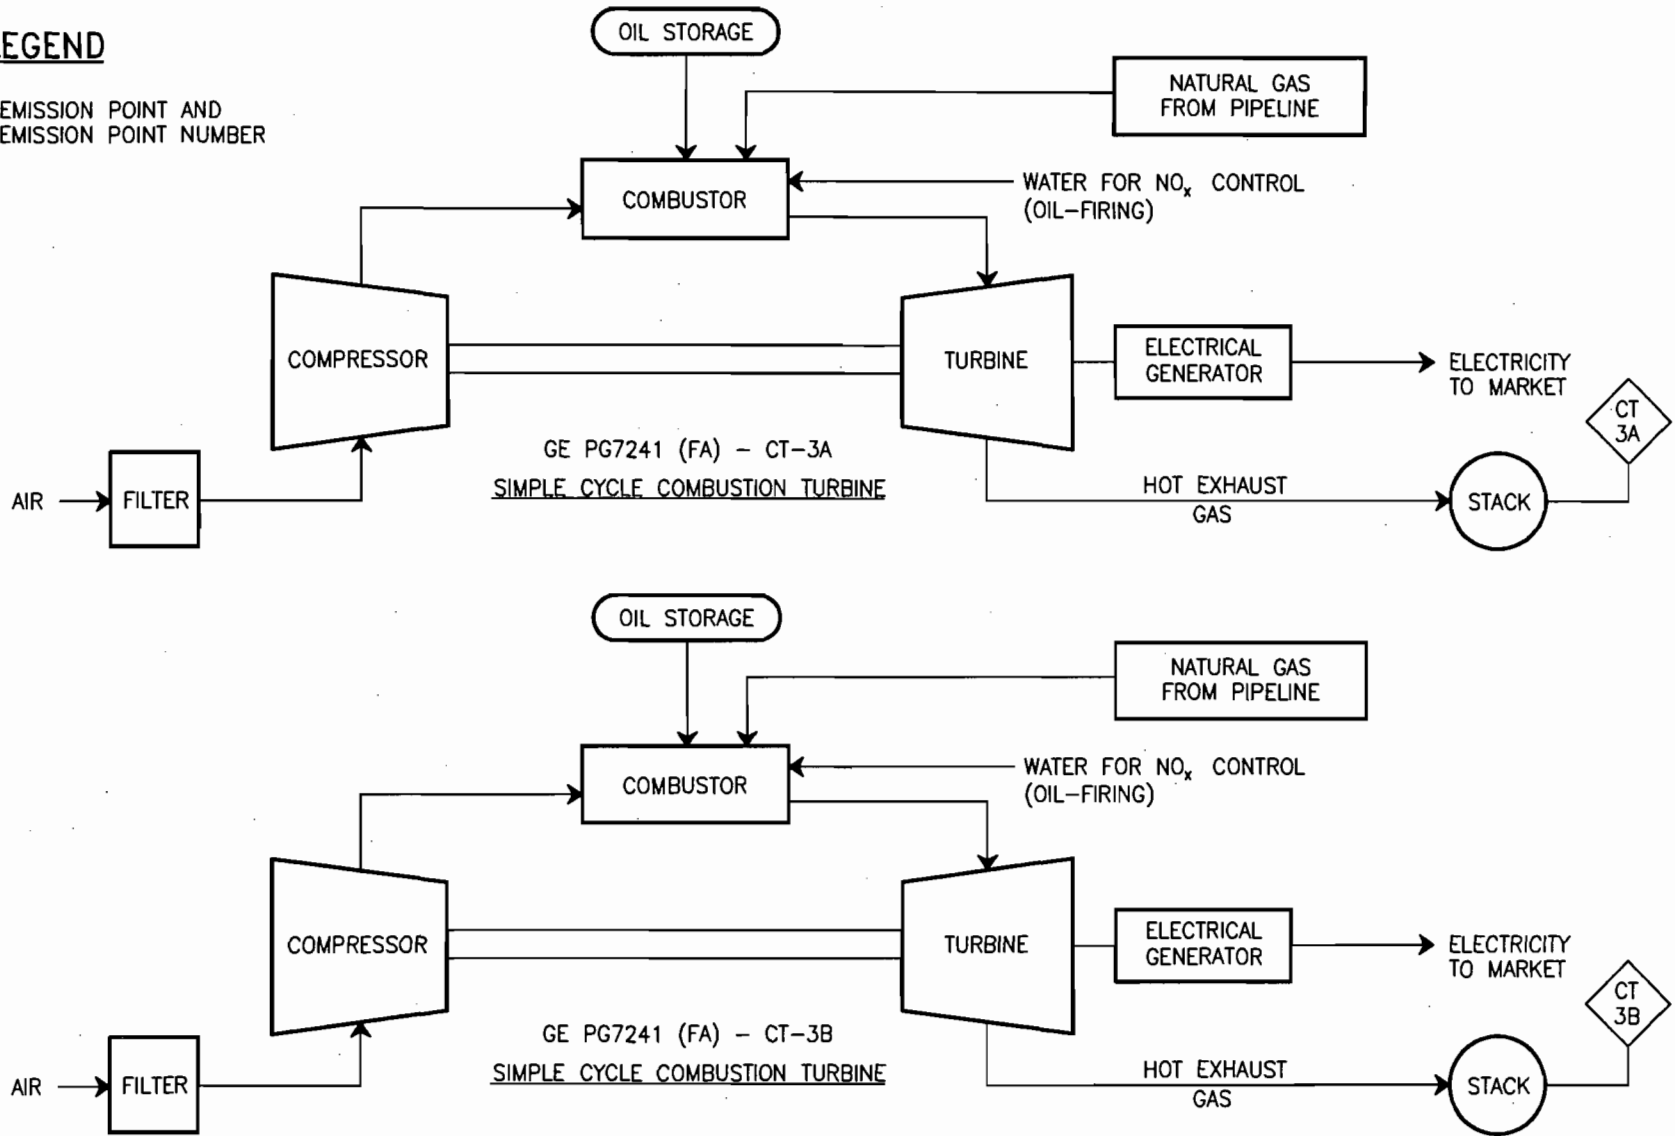 LEGEND
EMISSION POINT AND
EMISSION POINT NUMBER
OIL STORAGE
NATURAL GAS
FROM PIPELINE
COMBUSTOR
WATER FOR NOx CONTROL
(OIL-FIRING)
COMPRESSOR
TURBINE
ELECTRICAL
GENERATOR
ELECTRICITY
TO MARKET
CT
3A
GE PG7241 (FA) - CT-3A
SIMPLE CYCLE COMBUSTION TURBINE
AIR
FILTER
HOT EXHAUST
GAS
STACK
OIL STORAGE
NATURAL GAS
FROM PIPELINE
COMBUSTOR
WATER FOR NOx CONTROL
(OIL-FIRING)
COMPRESSOR
TURBINE
ELECTRICAL
GENERATOR
ELECTRICITY
TO MARKET
CT
3B
GE PG7241 (FA) - CT-3B
SIMPLE CYCLE COMBUSTION TURBINE
AIR
FILTER
HOT EXHAUST
GAS
STACK